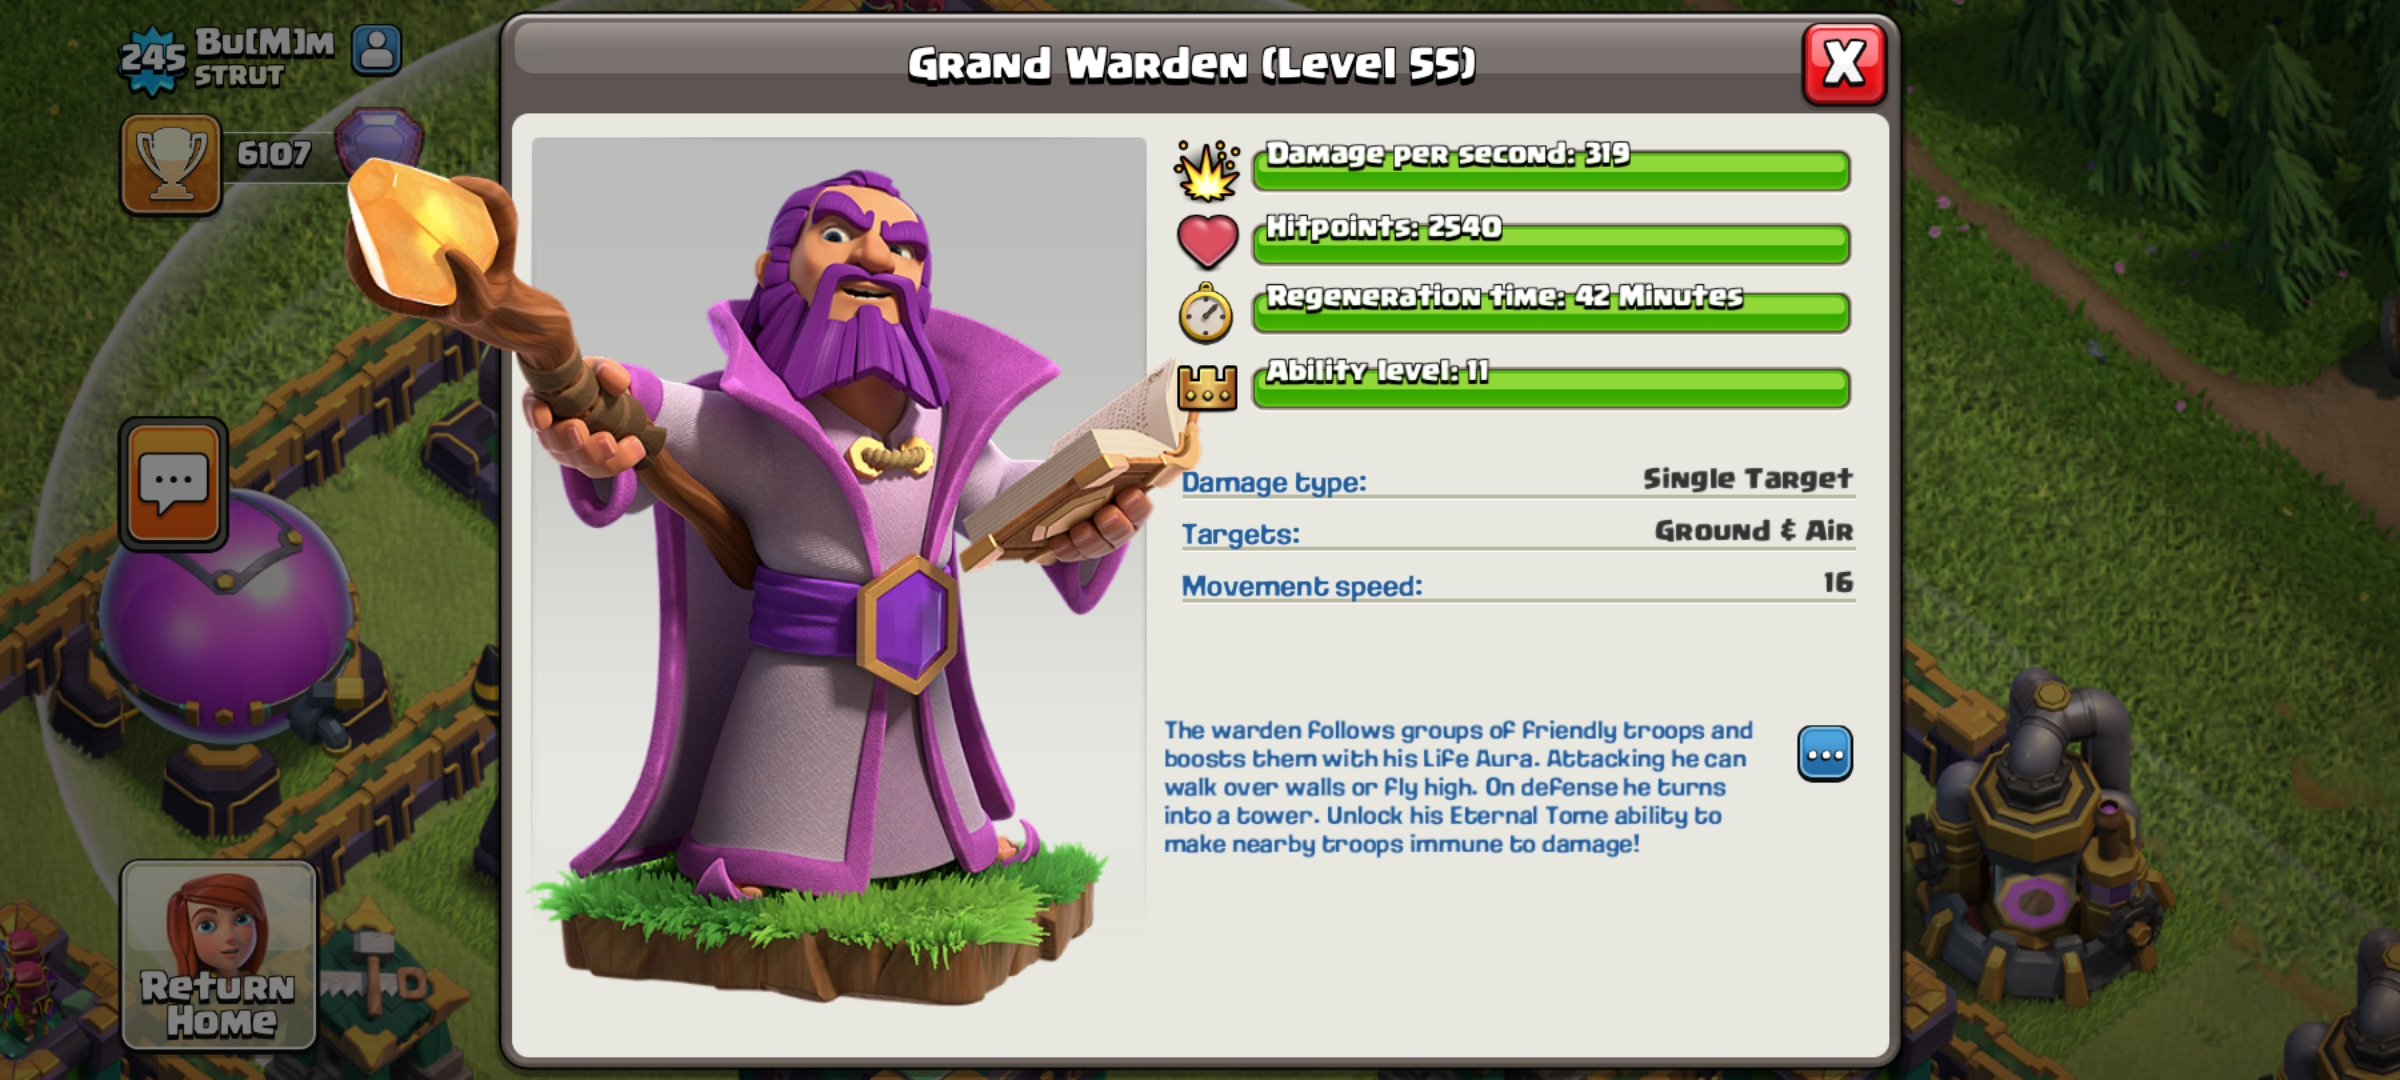 245
Bu[M]m
STRUT
6107
Return
Home
Grand Warden (Level 55)
X
Damage per second: 319
Hitpoints: 2540
Regeneration time: 42 Minutes
Ability level: 11
Damage type: Single Target
Targets: Ground & Air
Movement speed: 16
The warden follows groups of friendly troops and
boosts them with his Life Aura. Attacking he can
walk over walls or fly high. On defense he turns
into a tower. Unlock his Eternal Tome ability to
make nearby troops immune to damage!